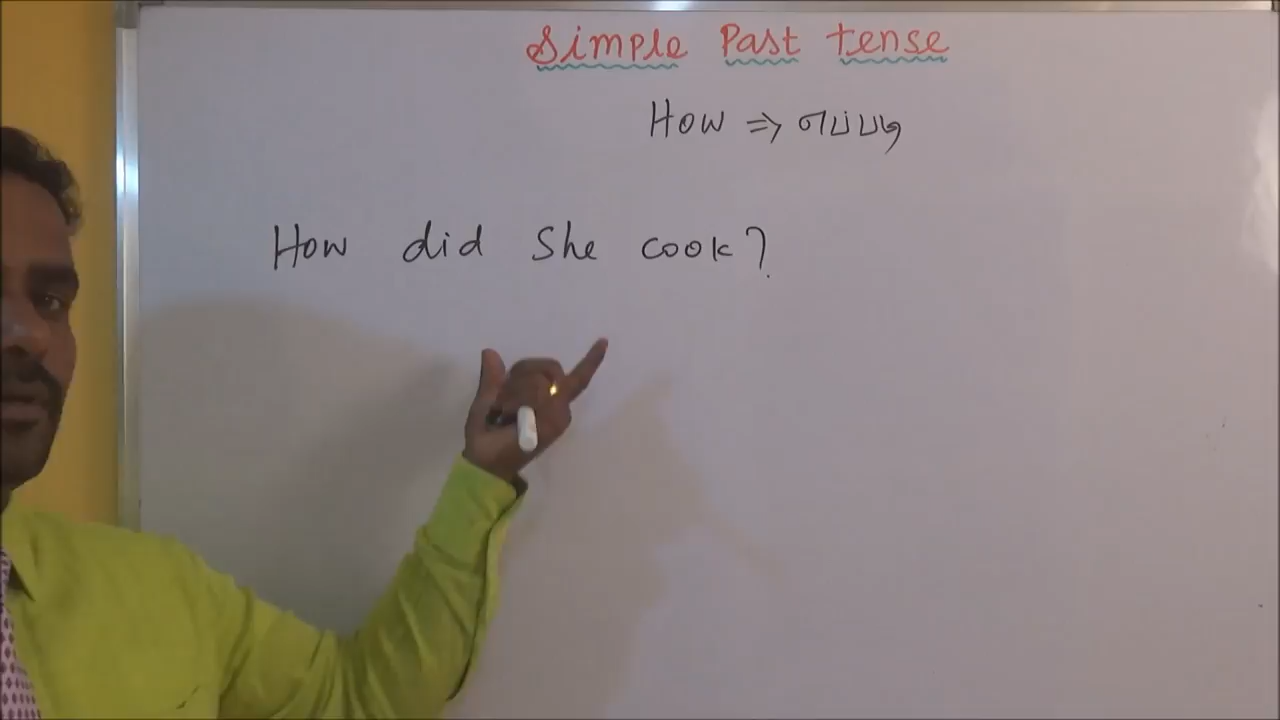 Simple Past tense
How ⇒ எப்படி
How did She cook?